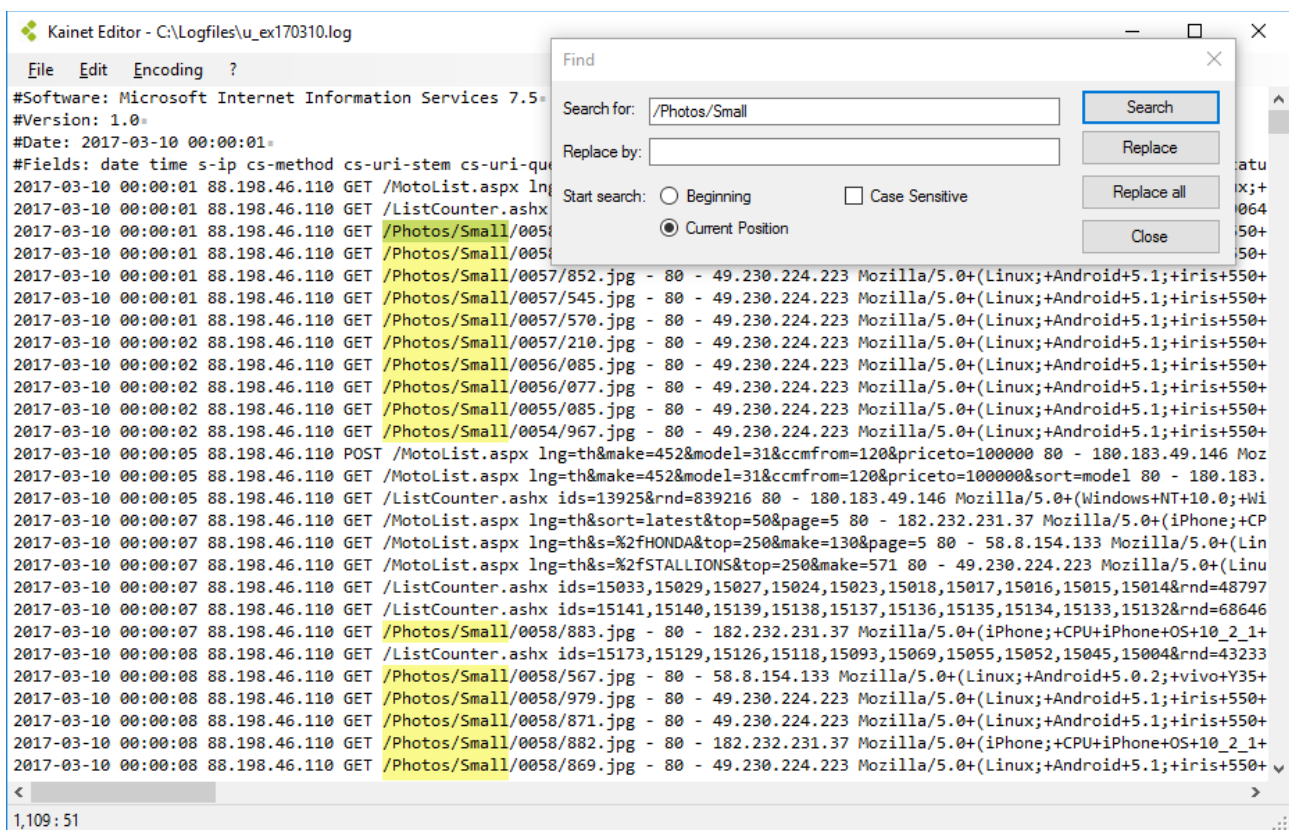 Kainet Editor - C:\Logfiles\u_ex170310.log
File Edit Encoding ?
Find
Search for: /Photos/Small Search
Replace by: Replace
Start search: Beginning Case Sensitive Replace all
Current Position Close
#Software: Microsoft Internet Information Services 7.5
#Version: 1.0
#Date: 2017-03-10 00:00:01
#Fields: date time s-ip cs-method cs-uri-stem cs-uri-que atu
2017-03-10 00:00:01 88.198.46.110 GET /MotoList.aspx lng x;+
2017-03-10 00:00:01 88.198.46.110 GET /ListCounter.ashx 064
2017-03-10 00:00:01 88.198.46.110 GET /Photos/Small/0058 50+
2017-03-10 00:00:01 88.198.46.110 GET /Photos/Small/0058 50+
2017-03-10 00:00:01 88.198.46.110 GET /Photos/Small/0057/852.jpg - 80 - 49.230.224.223 Mozilla/5.0+(Linux;+Android+5.1;+iris+550+
2017-03-10 00:00:01 88.198.46.110 GET /Photos/Small/0057/545.jpg - 80 - 49.230.224.223 Mozilla/5.0+(Linux;+Android+5.1;+iris+550+
2017-03-10 00:00:01 88.198.46.110 GET /Photos/Small/0057/570.jpg - 80 - 49.230.224.223 Mozilla/5.0+(Linux;+Android+5.1;+iris+550+
2017-03-10 00:00:02 88.198.46.110 GET /Photos/Small/0057/210.jpg - 80 - 49.230.224.223 Mozilla/5.0+(Linux;+Android+5.1;+iris+550+
2017-03-10 00:00:02 88.198.46.110 GET /Photos/Small/0056/085.jpg - 80 - 49.230.224.223 Mozilla/5.0+(Linux;+Android+5.1;+iris+550+
2017-03-10 00:00:02 88.198.46.110 GET /Photos/Small/0056/077.jpg - 80 - 49.230.224.223 Mozilla/5.0+(Linux;+Android+5.1;+iris+550+
2017-03-10 00:00:02 88.198.46.110 GET /Photos/Small/0055/085.jpg - 80 - 49.230.224.223 Mozilla/5.0+(Linux;+Android+5.1;+iris+550+
2017-03-10 00:00:02 88.198.46.110 GET /Photos/Small/0054/967.jpg - 80 - 49.230.224.223 Mozilla/5.0+(Linux;+Android+5.1;+iris+550+
2017-03-10 00:00:05 88.198.46.110 POST /MotoList.aspx lng=th&make=452&model=31&ccmfrom=120&priceto=100000 80 - 180.183.49.146 Moz
2017-03-10 00:00:05 88.198.46.110 GET /MotoList.aspx lng=th&make=452&model=31&ccmfrom=120&priceto=100000&sort=model 80 - 180.183.
2017-03-10 00:00:05 88.198.46.110 GET /ListCounter.ashx ids=13925&rnd=839216 80 - 180.183.49.146 Mozilla/5.0+(Windows+NT+10.0;+Wi
2017-03-10 00:00:07 88.198.46.110 GET /MotoList.aspx lng=th&sort=latest&top=50&page=5 80 - 182.232.231.37 Mozilla/5.0+(iPhone;+CP
2017-03-10 00:00:07 88.198.46.110 GET /MotoList.aspx lng=th&s=%2fHONDA&top=250&make=130&page=5 80 - 58.8.154.133 Mozilla/5.0+(Lin
2017-03-10 00:00:07 88.198.46.110 GET /MotoList.aspx lng=th&s=%2fSTALLIONS&top=250&make=571 80 - 49.230.224.223 Mozilla/5.0+(Linu
2017-03-10 00:00:07 88.198.46.110 GET /ListCounter.ashx ids=15033,15029,15027,15024,15023,15018,15017,15016,15015,15014&rnd=48797
2017-03-10 00:00:07 88.198.46.110 GET /ListCounter.ashx ids=15141,15140,15139,15138,15137,15136,15135,15134,15133,15132&rnd=68646
2017-03-10 00:00:07 88.198.46.110 GET /Photos/Small/0058/883.jpg - 80 - 182.232.231.37 Mozilla/5.0+(iPhone;+CPU+iPhone+OS+10_2_1+
2017-03-10 00:00:08 88.198.46.110 GET /ListCounter.ashx ids=15173,15129,15126,15118,15093,15069,15055,15052,15045,15004&rnd=43233
2017-03-10 00:00:08 88.198.46.110 GET /Photos/Small/0058/567.jpg - 80 - 58.8.154.133 Mozilla/5.0+(Linux;+Android+5.0.2;+vivo+Y35+
2017-03-10 00:00:08 88.198.46.110 GET /Photos/Small/0058/979.jpg - 80 - 49.230.224.223 Mozilla/5.0+(Linux;+Android+5.1;+iris+550+
2017-03-10 00:00:08 88.198.46.110 GET /Photos/Small/0058/871.jpg - 80 - 49.230.224.223 Mozilla/5.0+(Linux;+Android+5.1;+iris+550+
2017-03-10 00:00:08 88.198.46.110 GET /Photos/Small/0058/882.jpg - 80 - 182.232.231.37 Mozilla/5.0+(iPhone;+CPU+iPhone+OS+10_2_1+
2017-03-10 00:00:08 88.198.46.110 GET /Photos/Small/0058/869.jpg - 80 - 49.230.224.223 Mozilla/5.0+(Linux;+Android+5.1;+iris+550+
1,109 : 51